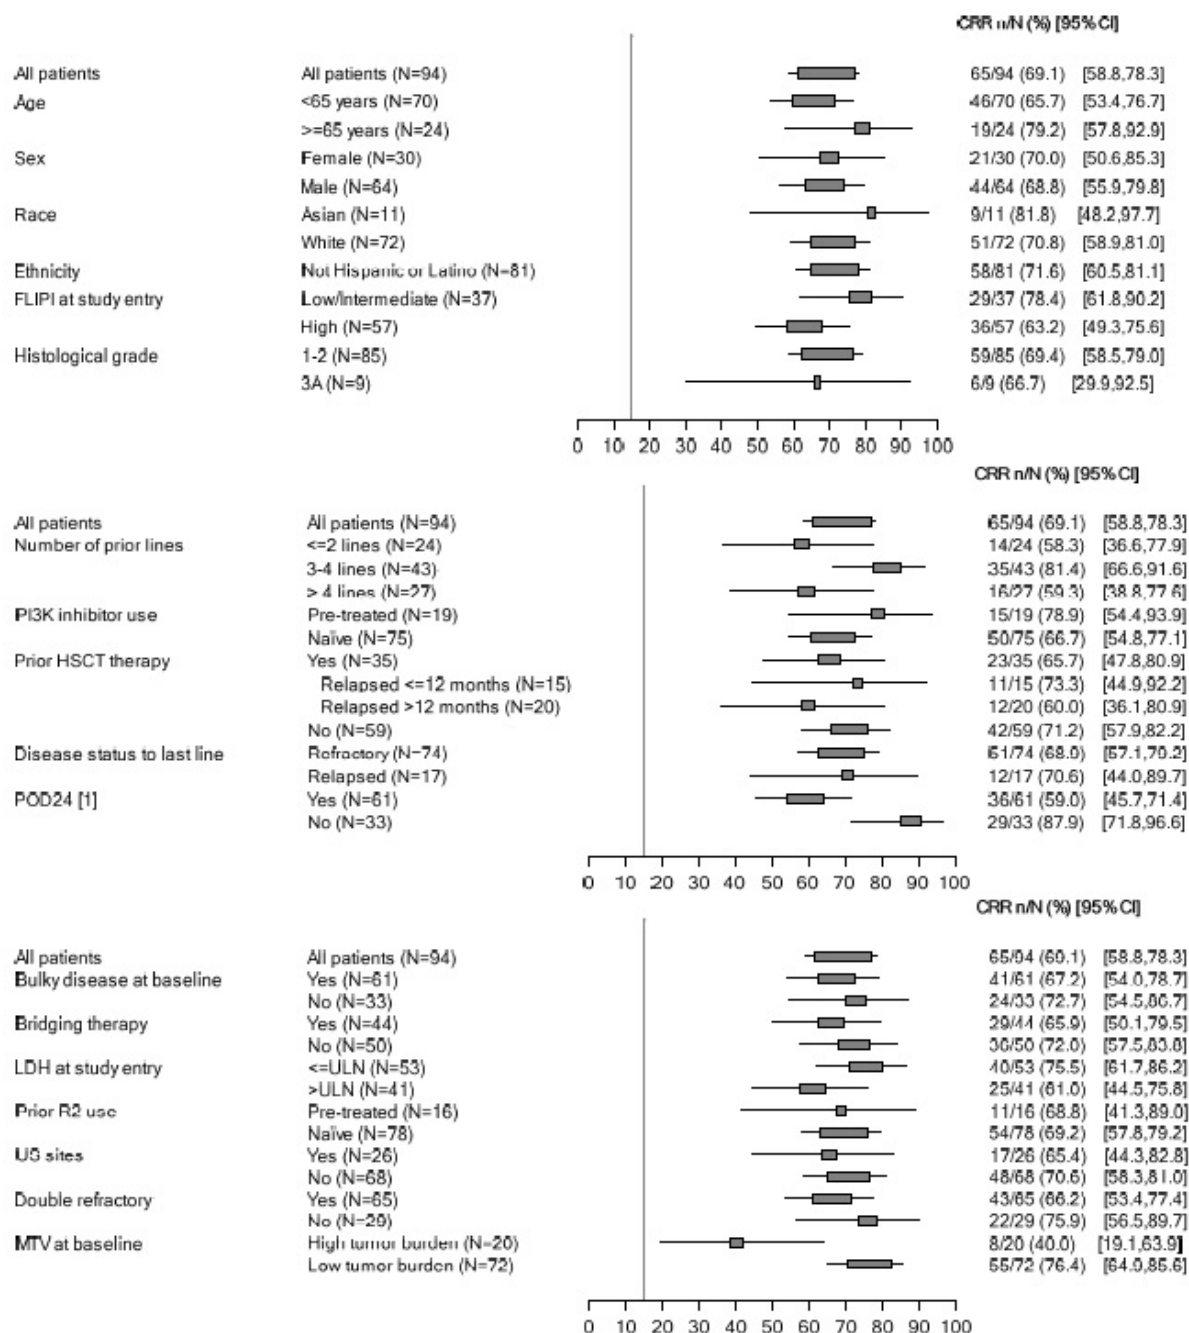 CRR n/N (%) [95% CI]
All patients All patients (N=94) 65/94 (69.1) [58.8,78.3]
Age <65 years (N=70) 46/70 (65.7) [53.4,76.7]
>=65 years (N=24) 19/24 (79.2) [57.8,92.9]
Sex Female (N=30) 21/30 (70.0) [50.6,85.3]
Male (N=64) 44/64 (68.8) [55.9,79.8]
Race Asian (N=11) 9/11 (81.8) [48.2,97.7]
White (N=72) 51/72 (70.8) [58.9,81.0]
Ethnicity Not Hispanic or Latino (N=81) 58/81 (71.6) [60.5,81.1]
FLIPI at study entry Low/Intermediate (N=37) 29/37 (78.4) [61.8,90.2]
High (N=57) 36/57 (63.2) [49.3,75.6]
Histological grade 1-2 (N=85) 59/85 (69.4) [58.5,79.0]
3A (N=9) 6/9 (66.7) [29.9,92.5]
0 10 20 30 40 50 60 70 80 90 100
CRR n/N (%) [95% CI]
All patients All patients (N=94) 65/94 (69.1) [58.8,78.3]
Number of prior lines <=2 lines (N=24) 14/24 (58.3) [36.6,77.9]
3-4 lines (N=43) 35/43 (81.4) [66.6,91.6]
> 4 lines (N=27) 16/27 (59.3) [38.8,77.6]
PI3K inhibitor use Pre-treated (N=19) 15/19 (78.9) [54.4,93.9]
Naïve (N=75) 50/75 (66.7) [54.8,77.1]
Prior HSCT therapy Yes (N=35) 23/35 (65.7) [47.8,80.9]
Relapsed <=12 months (N=15) 11/15 (73.3) [44.9,92.2]
Relapsed >12 months (N=20) 12/20 (60.0) [36.1,80.9]
No (N=59) 42/59 (71.2) [57.9,82.2]
Disease status to last line Refractory (N=74) 51/74 (68.9) [57.1,79.2]
Relapsed (N=17) 12/17 (70.6) [44.0,89.7]
POD24 [1] Yes (N=61) 36/61 (59.0) [45.7,71.4]
No (N=33) 29/33 (87.9) [71.8,96.6]
0 10 20 30 40 50 60 70 80 90 100
CRR n/N (%) [95% CI]
All patients All patients (N=94) 65/94 (69.1) [58.8,78.3]
Bulky disease at baseline Yes (N=61) 41/61 (67.2) [54.0,78.7]
No (N=33) 24/33 (72.7) [54.5,86.7]
Bridging therapy Yes (N=44) 29/44 (65.9) [50.1,79.5]
No (N=50) 36/50 (72.0) [57.5,83.8]
LDH at study entry <=ULN (N=53) 40/53 (75.5) [61.7,86.2]
>ULN (N=41) 25/41 (61.0) [44.5,75.8]
Prior R2 use Pre-treated (N=16) 11/16 (68.8) [41.3,89.0]
Naïve (N=78) 54/78 (69.2) [57.8,79.2]
US sites Yes (N=26) 17/26 (65.4) [44.3,82.8]
No (N=68) 48/68 (70.6) [58.3,81.0]
Double refractory Yes (N=65) 43/65 (66.2) [53.4,77.4]
No (N=29) 22/29 (75.9) [56.5,89.7]
MTV at baseline High tumor burden (N=20) 8/20 (40.0) [19.1,63.9]
Low tumor burden (N=72) 55/72 (76.4) [64.9,85.6]
0 10 20 30 40 50 60 70 80 90 100